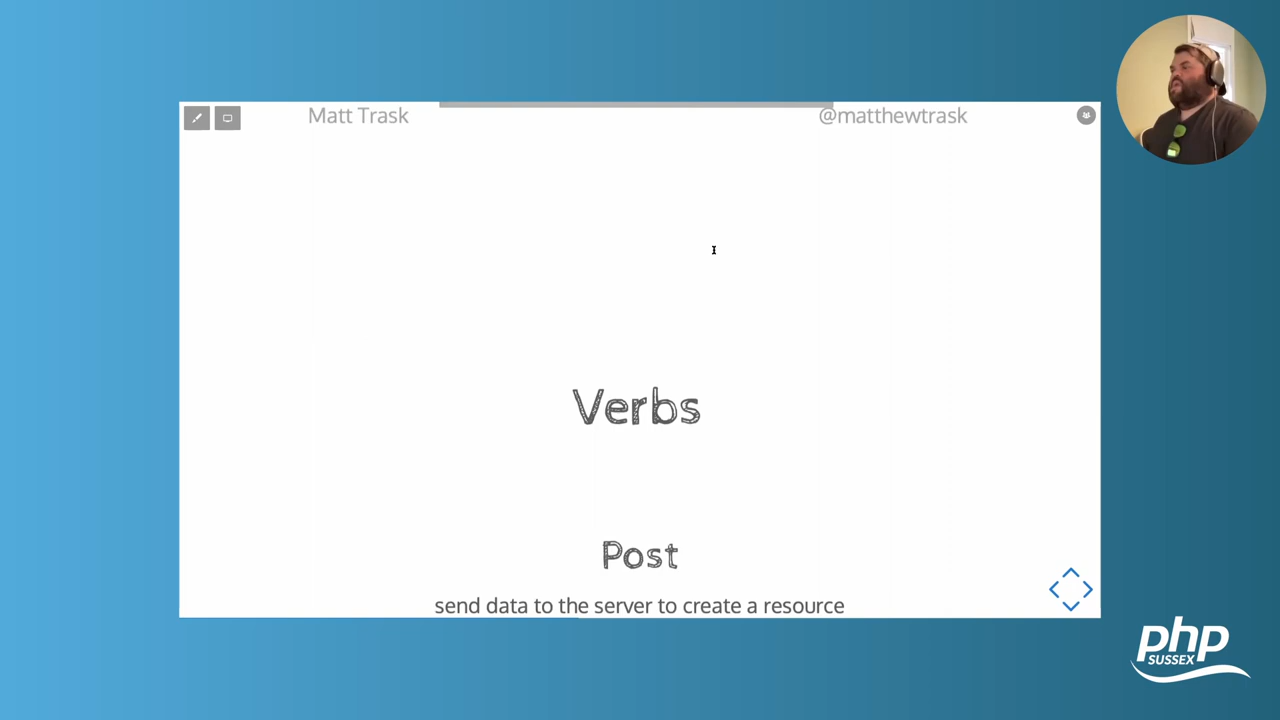 Matt Trask
@matthewtrask
Verbs
Post
send data to the server to create a resource
php
SUSSEX